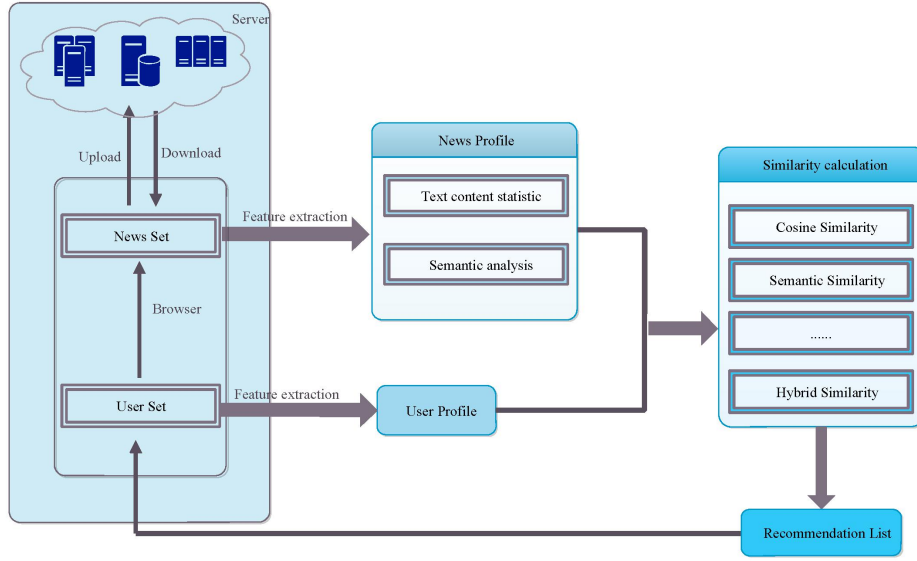 Server
Upload
Download
News Set
Browser
User Set
Feature extraction
Feature extraction
News Profile
Text content statistic
Semantic analysis
User Profile
Similarity calculation
Cosine Similarity
Semantic Similarity
......
Hybrid Similarity
Recommendation List